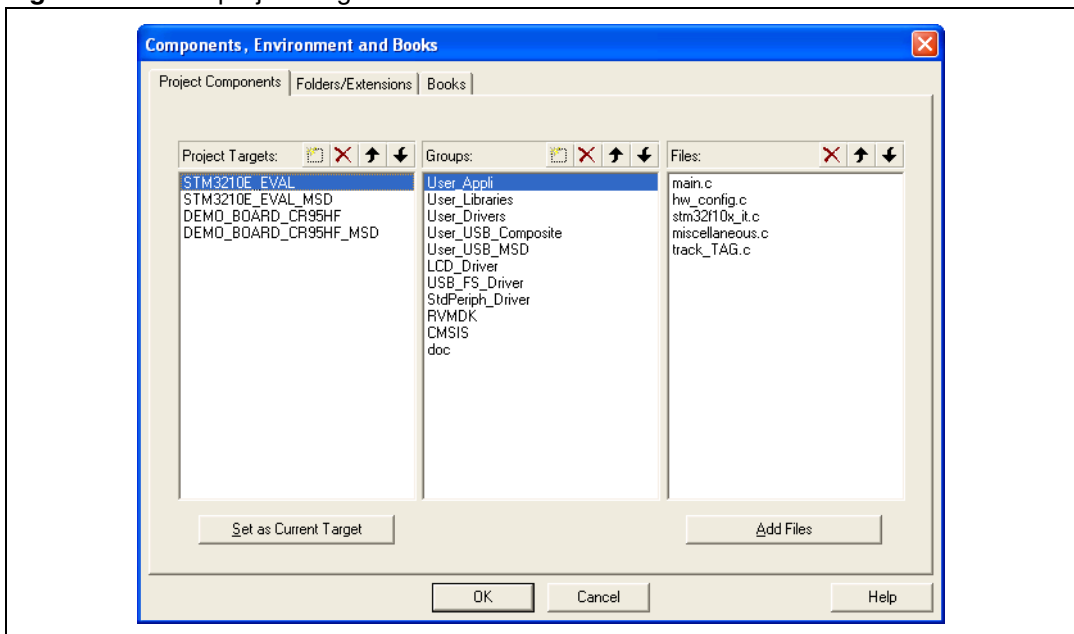 Components, Environment and Books
Project Components Folders/Extensions Books
Project Targets:
STM3210E_EVAL
STM3210E_EVAL_MSD
DEMO_BOARD_CR95HF
DEMO_BOARD_CR95HF_MSD
Groups:
User_Appli
User_Libraries
User_Drivers
User_USB_Composite
User_USB_MSD
LCD_Driver
USB_FS_Driver
StdPeriph_Driver
RVMDK
CMSIS
doc
Files:
main.c
hw_config.c
stm32f10x_it.c
miscellaneous.c
track_TAG.c
Set as Current Target
Add Files
OK Cancel Help